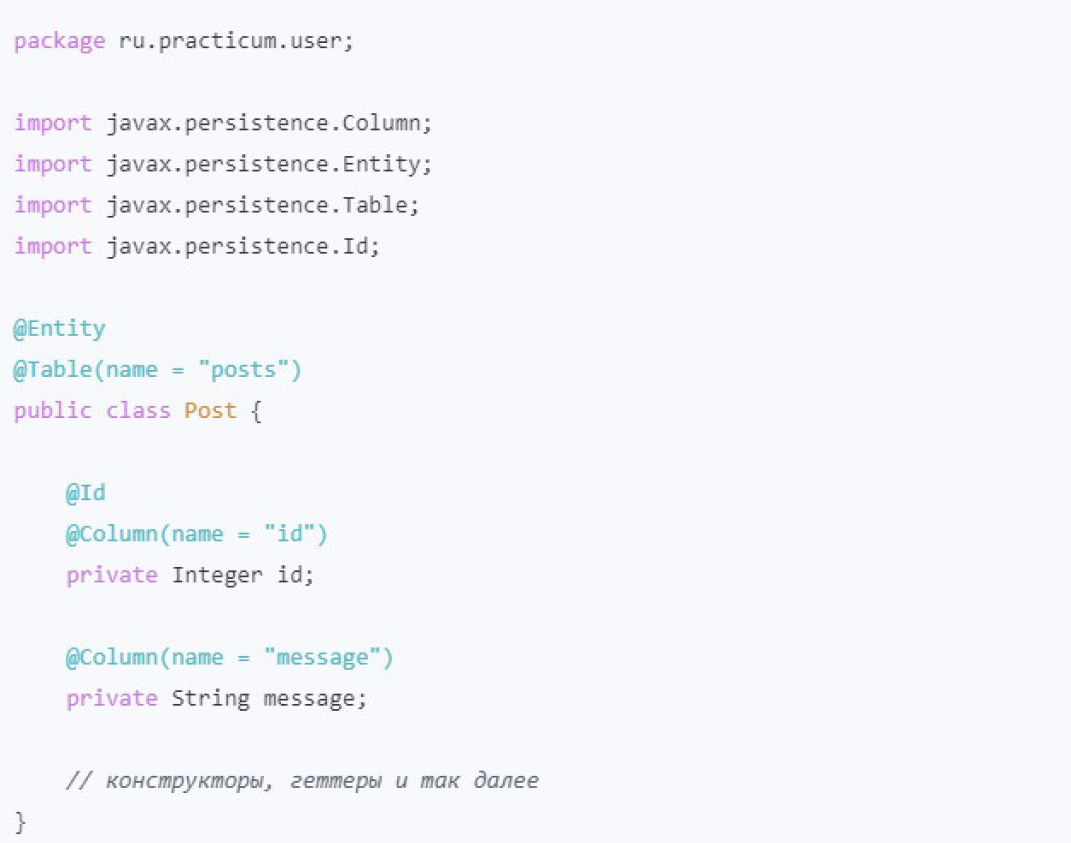 package ru.practicum.user;
import javax.persistence.Column;
import javax.persistence.Entity;
import javax.persistence.Table;
import javax.persistence.Id;
@Entity
@Table(name = "posts")
public class Post {
@Id
@Column(name = "id")
private Integer id;
@Column(name = "message")
private String message;
// конструкторы, геттеры и так далее
}